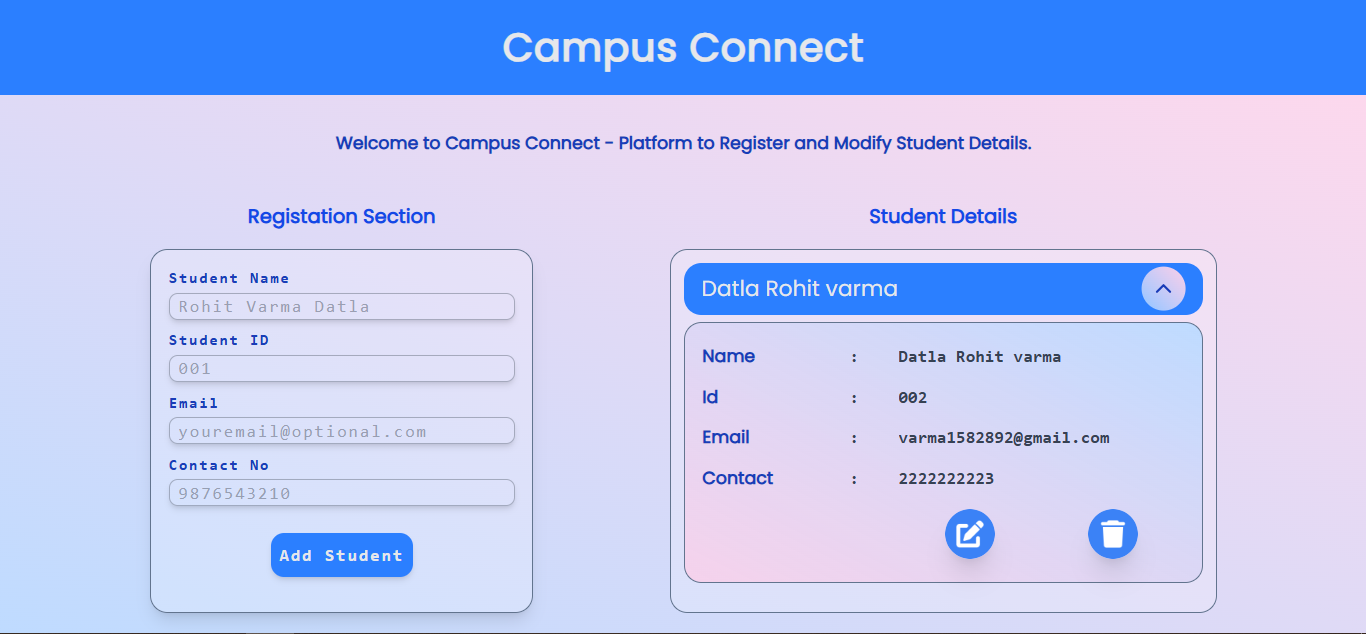 Campus Connect
Welcome to Campus Connect - Platform to Register and Modify Student Details.
Registation Section
Student Name
Rohit Varma Datla
Student ID
001
Email
youremail@optional.com
Contact No
9876543210
Add Student
Student Details
Datla Rohit varma
Name : Datla Rohit varma
Id : 002
Email : varma1582892@gmail.com
Contact : 2222222223